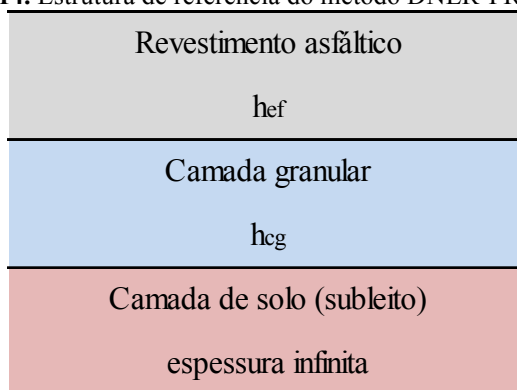 Estrutura de referência do método DNER-PR
Revestimento asfáltico
hef
Camada granular
hcg
Camada de solo (subleito)
espessura infinita